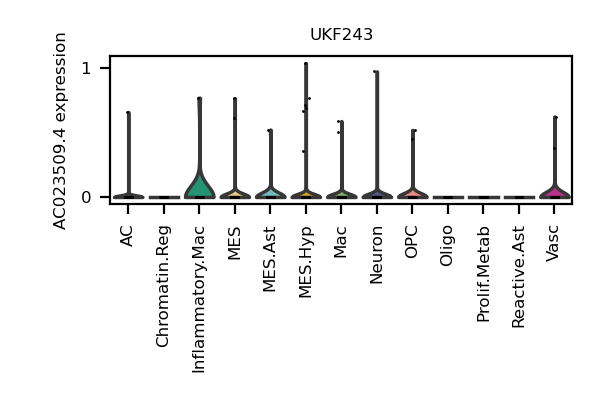 UKF243
AC023509.4 expression
1
0
AC
Chromatin.Reg
Inflammatory.Mac
MES
MES.Ast
MES.Hyp
Mac
Neuron
OPC
Oligo
Prolif.Metab
Reactive.Ast
Vasc